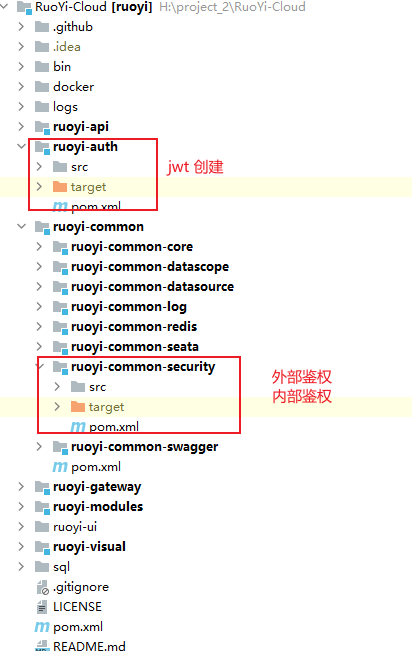 RuoYi-Cloud [ruoyi] H:\project_2\RuoYi-Cloud
.github
.idea
bin
docker
logs
ruoyi-api
ruoyi-auth
src
jwt 创建
target
pom.xml
ruoyi-common
ruoyi-common-core
ruoyi-common-datascope
ruoyi-common-datasource
ruoyi-common-log
ruoyi-common-redis
ruoyi-common-seata
ruoyi-common-security
外部鉴权
src
内部鉴权
target
pom.xml
ruoyi-common-swagger
pom.xml
ruoyi-gateway
ruoyi-modules
ruoyi-ui
ruoyi-visual
sql
.gitignore
LICENSE
pom.xml
README.md